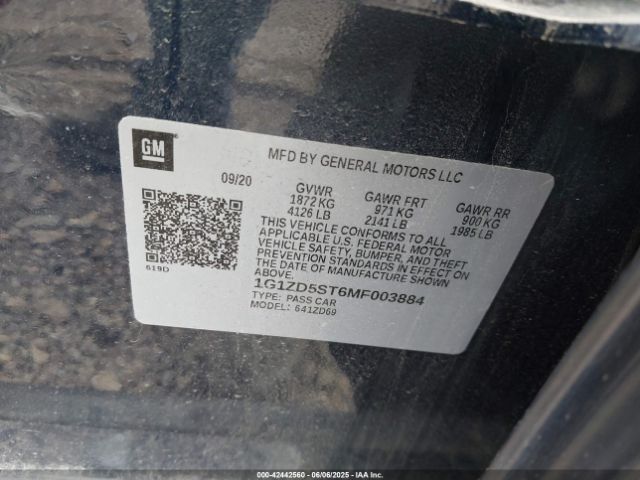 GM
MFD BY GENERAL MOTORS LLC
09/20
GVWR GAWR FRT GAWR RR
1872 KG 971 KG 900 KG
4126 LB 2141 LB 1985 LB
THIS VEHICLE CONFORMS TO ALL
APPLICABLE U.S. FEDERAL MOTOR
VEHICLE SAFETY, BUMPER, AND THEFT
PREVENTION STANDARDS IN EFFECT ON
THE DATE OF MANUFACTURE SHOWN
ABOVE.
619D
1G1ZD5ST6MF003884
TYPE: PASS CAR
MODEL: 641ZD69
000-42442560 - 06/06/2025 - IAA Inc.